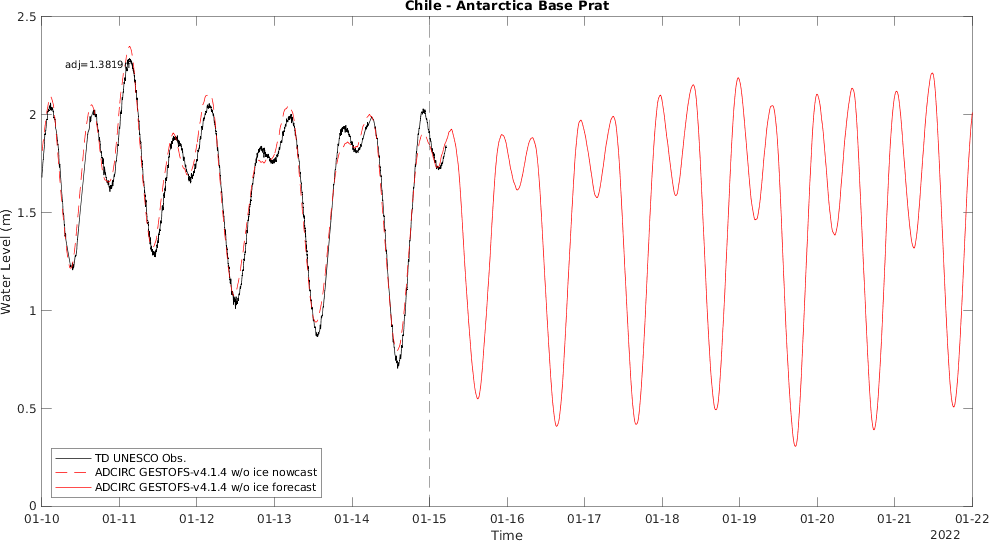 Chile - Antarctica Base Prat
2.5
adj=1.3819
2
1.5
Water Level (m)
1
0.5
TD UNESCO Obs.
ADCIRC GESTOFS-v4.1.4 w/o ice nowcast
ADCIRC GESTOFS-v4.1.4 w/o ice forecast
0
01-10 01-11 01-12 01-13 01-14 01-15 01-16 01-17 01-18 01-19 01-20 01-21 01-22
Time
2022